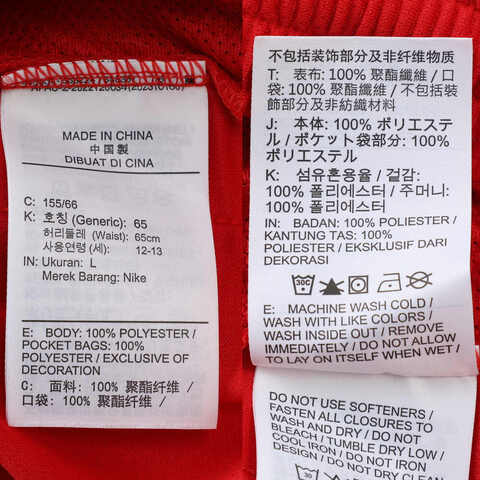 MADE IN CHINA
中国製
DIBUAT DI CINA
C: 155/66
K: 호칭 (Generic): 65
허리둘레 (Waist): 65cm
사용연령 (세): 12-13
IN: Ukuran: L
Merek Barang: Nike
E: BODY: 100% POLYESTER /
POCKET BAGS: 100%
POLYESTER / EXCLUSIVE OF
DECORATION
C: 面料: 100% 聚酯纤维 /
口袋: 100% 聚酯纤维 /
不包括装饰部分及非纤维物质
T: 表布: 100% 聚酯纖維 / 口
袋: 100% 聚酯纖維 / 不包括裝
飾部分及非紡織材料
J: 本体: 100% ポリエステ
ル / ポケット袋部分: 100%
ポリエステル
K: 섬유혼용율 / 겉감:
100% 폴리에스터 / 주머니:
100% 폴리에스터
IN: BADAN: 100% POLIESTER /
KANTUNG TAS: 100%
POLIESTER / EKSKLUSIF DARI
DEKORASI
30C
E: MACHINE WASH COLD /
WASH WITH LIKE COLORS /
WASH INSIDE OUT / REMOVE
IMMEDIATELY / DO NOT ALLOW
TO LAY ON ITSELF WHEN WET /
DO NOT USE SOFTENERS /
FASTEN ALL CLOSURES TO
WASH AND DRY / DO NOT
BLEACH / TUMBLE DRY LOW /
COOL IRON / DO NOT IRON
DESIGN / DO NOT DRY